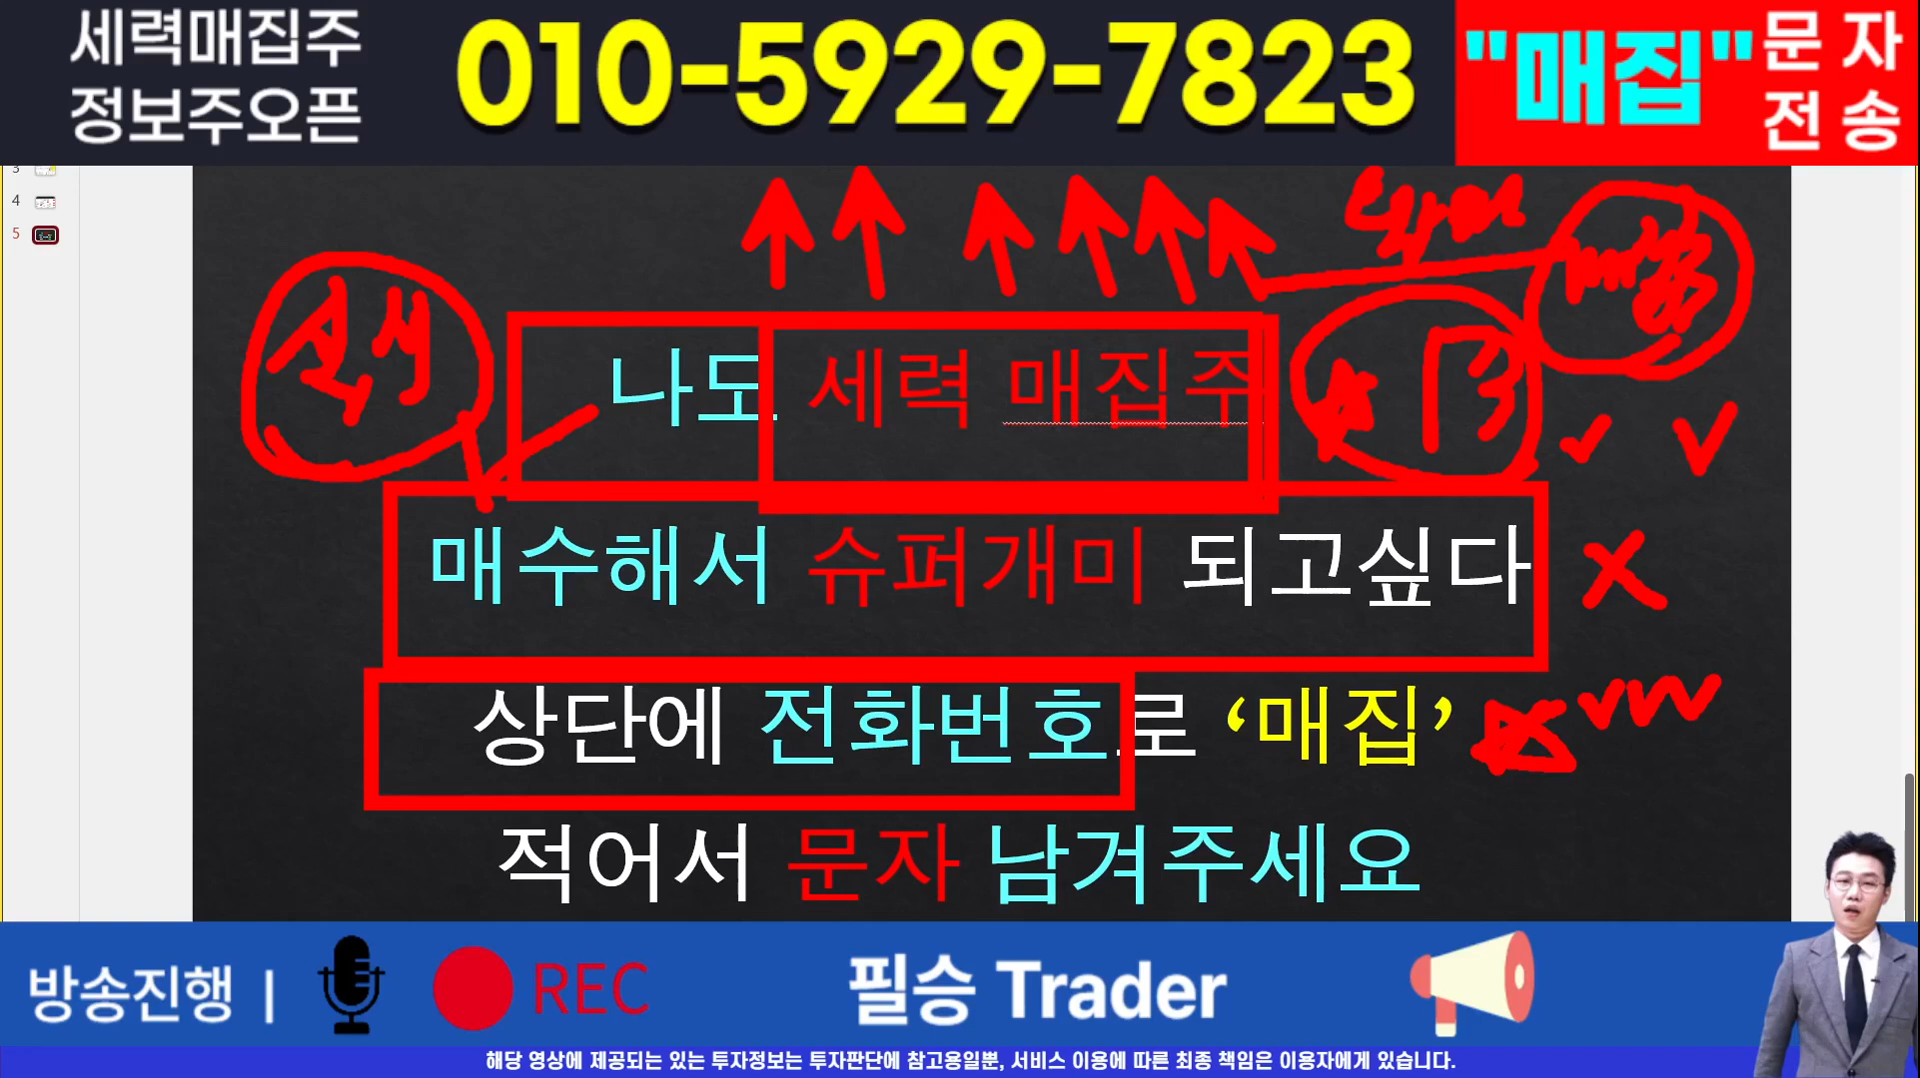 세력매집주
정보주오픈
010-5929-7823
"매집"
문자
전송
3
4
5
나도 세력 매집주
매수해서 슈퍼개미 되고싶다
상단에 전화번호로 ‘매집’
적어서 문자 남겨주세요
방송진행 |
REC
필승 Trader
해당 영상에 제공되는 있는 투자정보는 투자판단에 참고용일뿐, 서비스 이용에 따른 최종 책임은 이용자에게 있습니다.